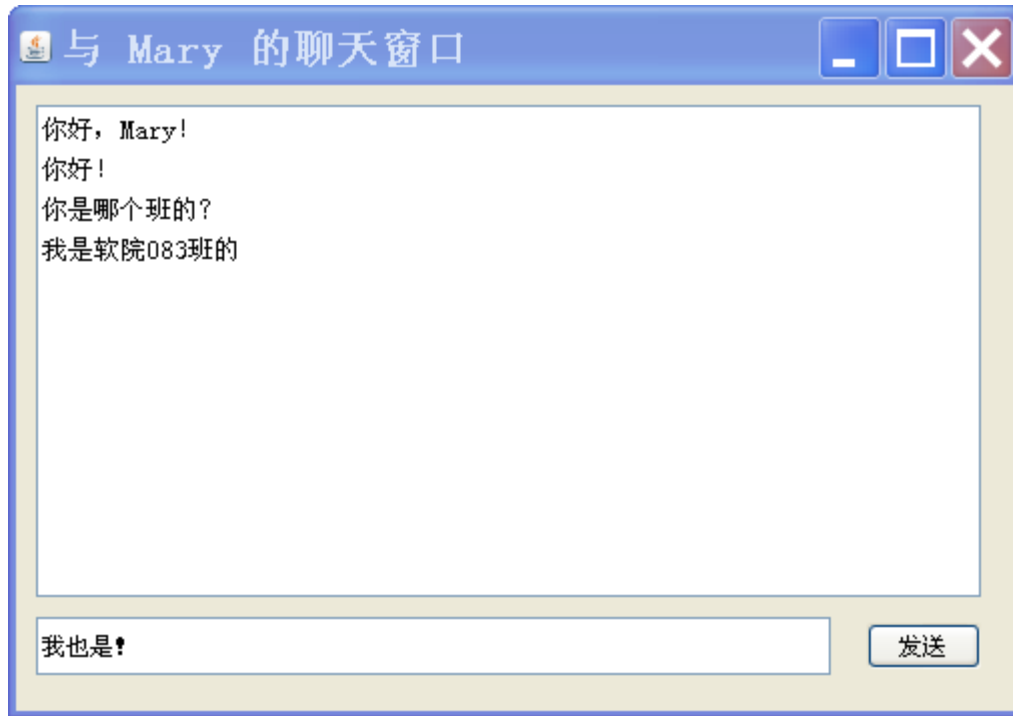 与 Mary 的聊天窗口
你好，Mary!
你好!
你是哪个班的?
我是软院083班的
我也是!
发送